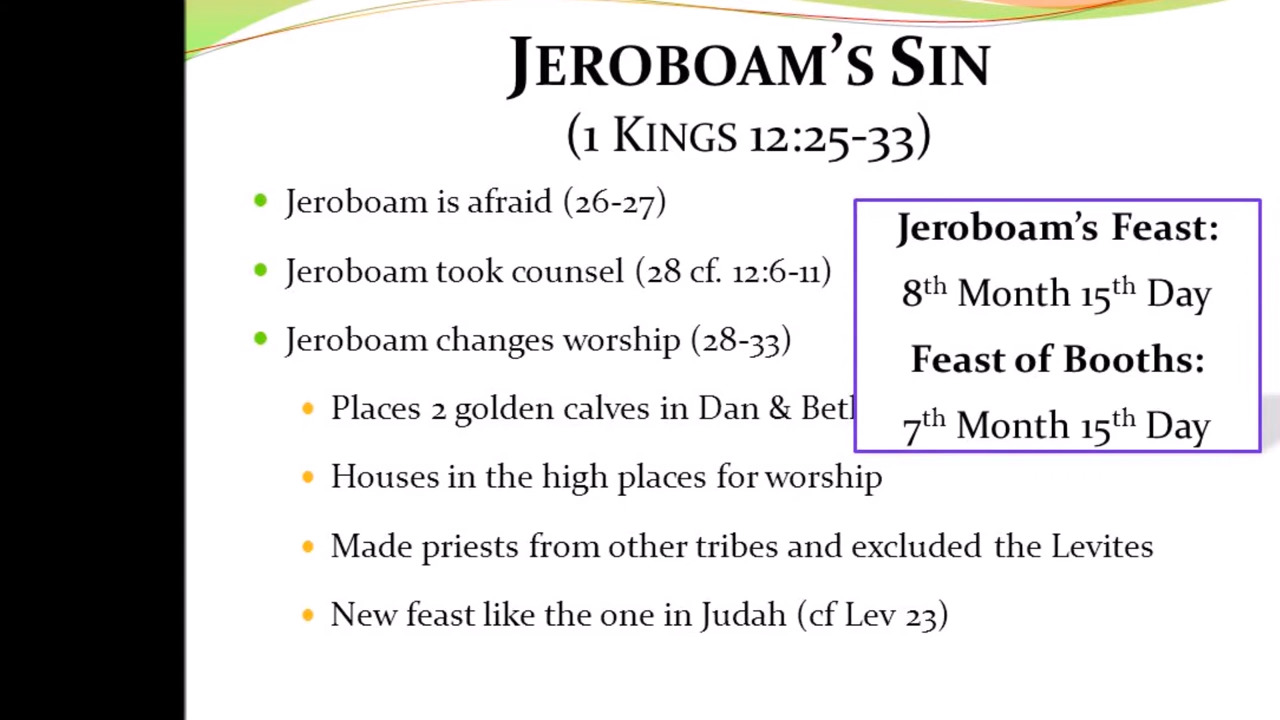 JEROBOAM'S SIN
(1 KINGS 12:25-33)
Jeroboam is afraid (26-27)
Jeroboam took counsel (28 cf. 12:6-11)
Jeroboam changes worship (28-33)
Places 2 golden calves in Dan &
Houses in the high places for worship
Made priests from other tribes and excluded the Levites
New feast like the one in Judah (cf Lev 23)
Jeroboam's Feast:
8th Month 15th Day
Feast of Booths:
7th Month 15th Day